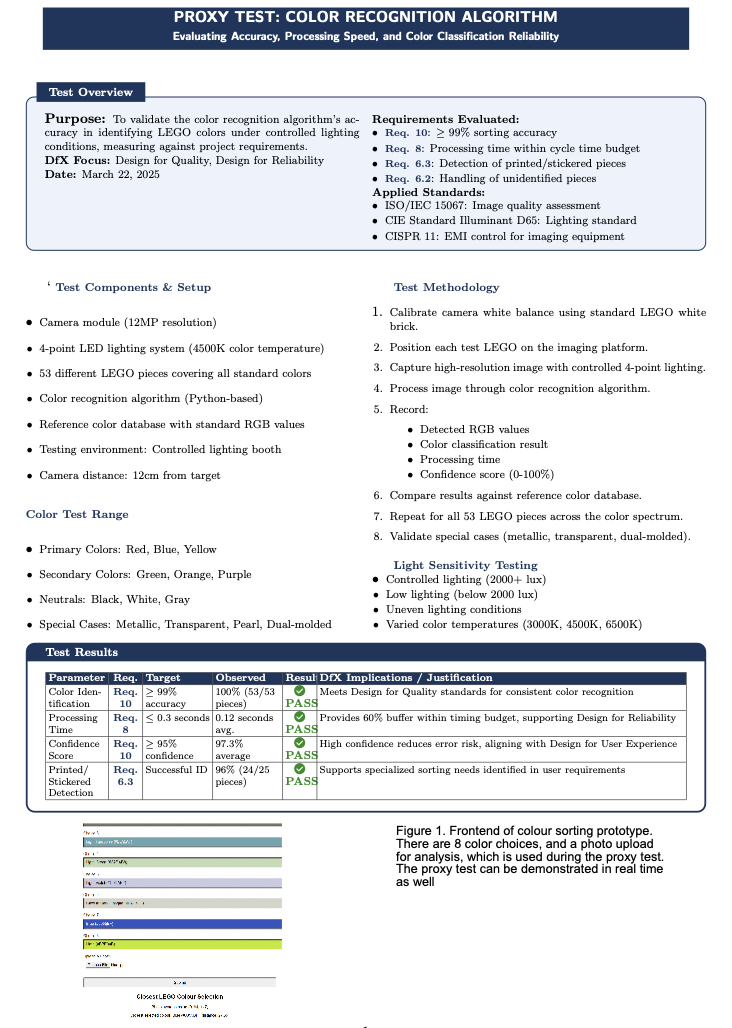 PROXY TEST: COLOR RECOGNITION ALGORITHM
Evaluating Accuracy, Processing Speed, and Color Classification Reliability
Test Overview
Purpose: To validate the color recognition algorithm's ac-
curacy in identifying LEGO colors under controlled lighting
conditions, measuring against project requirements.
DfX Focus: Design for Quality, Design for Reliability
Date: March 22, 2025
Requirements Evaluated:
• Req. 10: ≥ 99% sorting accuracy
• Req. 8: Processing time within cycle time budget
• Req. 6.3: Detection of printed/stickered pieces
• Req. 6.2: Handling of unidentified pieces
Applied Standards:
• ISO/IEC 15067: Image quality assessment
• CIE Standard Illuminant D65: Lighting standard
• CISPR 11: EMI control for imaging equipment
‘ Test Components & Setup
• Camera module (12MP resolution)
• 4-point LED lighting system (4500K color temperature)
• 53 different LEGO pieces covering all standard colors
• Color recognition algorithm (Python-based)
• Reference color database with standard RGB values
• Testing environment: Controlled lighting booth
• Camera distance: 12cm from target
Color Test Range
• Primary Colors: Red, Blue, Yellow
• Secondary Colors: Green, Orange, Purple
• Neutrals: Black, White, Gray
• Special Cases: Metallic, Transparent, Pearl, Dual-molded
Test Methodology
1. Calibrate camera white balance using standard LEGO white
brick.
2. Position each test LEGO on the imaging platform.
3. Capture high-resolution image with controlled 4-point lighting.
4. Process image through color recognition algorithm.
5. Record:
• Detected RGB values
• Color classification result
• Processing time
• Confidence score (0-100%)
6. Compare results against reference color database.
7. Repeat for all 53 LEGO pieces across the color spectrum.
8. Validate special cases (metallic, transparent, dual-molded).
Light Sensitivity Testing
• Controlled lighting (2000+ lux)
• Low lighting (below 2000 lux)
• Uneven lighting conditions
• Varied color temperatures (3000K, 4500K, 6500K)
Test Results
Parameter Req. Target Observed Result DfX Implications / Justification
Color Iden- Req. ≥ 99% 100% (53/53 Meets Design for Quality standards for consistent color recognition
tification 10 accuracy pieces) PASS
Processing Req. ≤ 0.3 seconds 0.12 seconds Provides 60% buffer within timing budget, supporting Design for Reliability
Time 8 avg. PASS
Confidence Req. ≥ 95% 97.3% High confidence reduces error risk, aligning with Design for User Experience
Score 10 confidence average PASS
Printed/ Req. Successful ID 96% (24/25 Supports specialized sorting needs identified in user requirements
Stickered 6.3 pieces) PASS
Detection
Closest LEGO Colour Selection
Figure 1. Frontend of colour sorting prototype.
There are 8 color choices, and a photo upload
for analysis, which is used during the proxy test.
The proxy test can be demonstrated in real time
as well